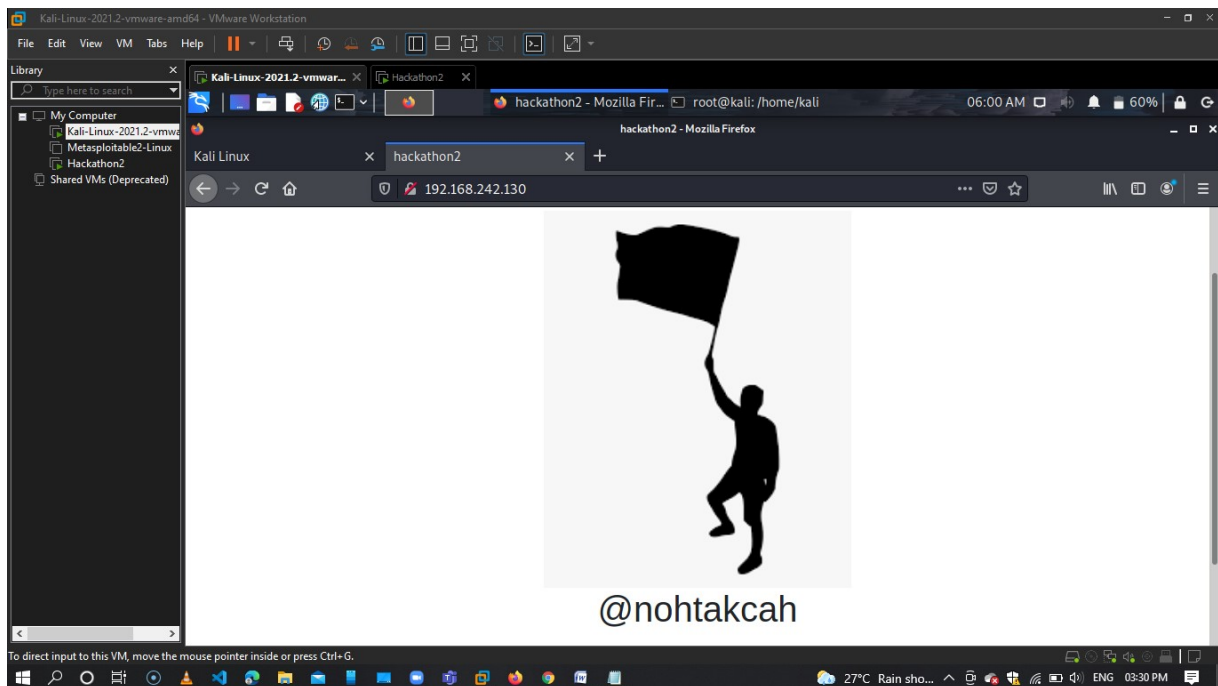 Kali-Linux-2021.2-vmware-amd64 - VMware Workstation
File Edit View VM Tabs Help
Library
Type here to search
My Computer
Kali-Linux-2021.2-vmwa
Metasploitable2-Linux
Hackathon2
Shared VMs (Deprecated)
Kali-Linux-2021.2-vmwar...
Hackathon2
hackathon2 - Mozilla Fir...
root@kali: /home/kali
06:00 AM
60%
hackathon2 - Mozilla Firefox
Kali Linux
hackathon2
192.168.242.130
@nohtakcah
To direct input to this VM, move the mouse pointer inside or press Ctrl+G.
27°C Rain sho...
ENG
03:30 PM